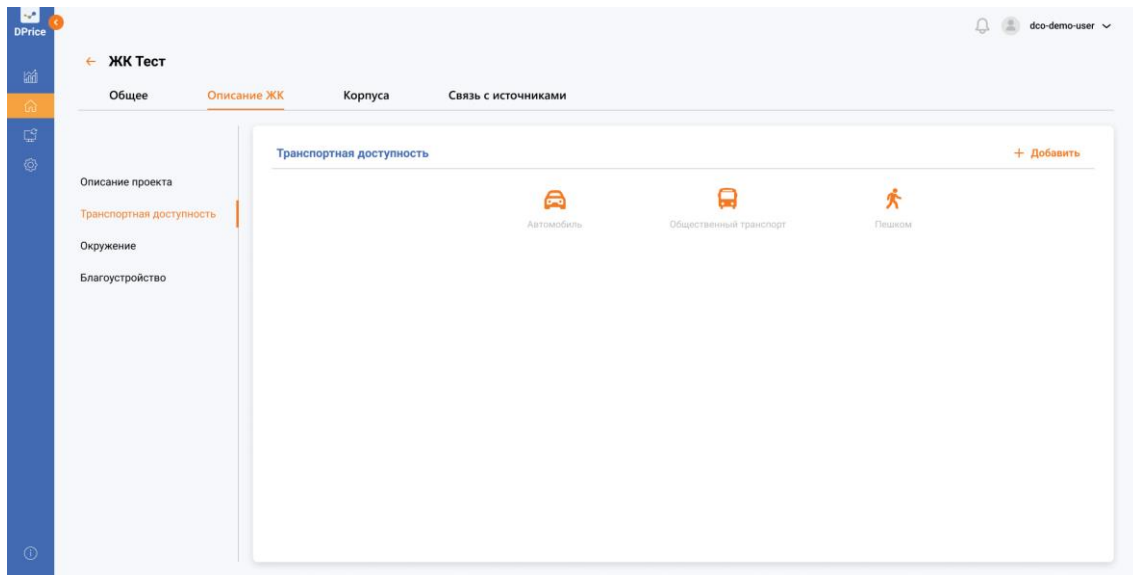 DPrice
dco-demo-user
← ЖК Тест
Общее Описание ЖК Корпуса Связь с источниками
Транспортная доступность + Добавить
Описание проекта
Транспортная доступность
Окружение
Благоустройство
Автомобиль Общественный транспорт Пешком